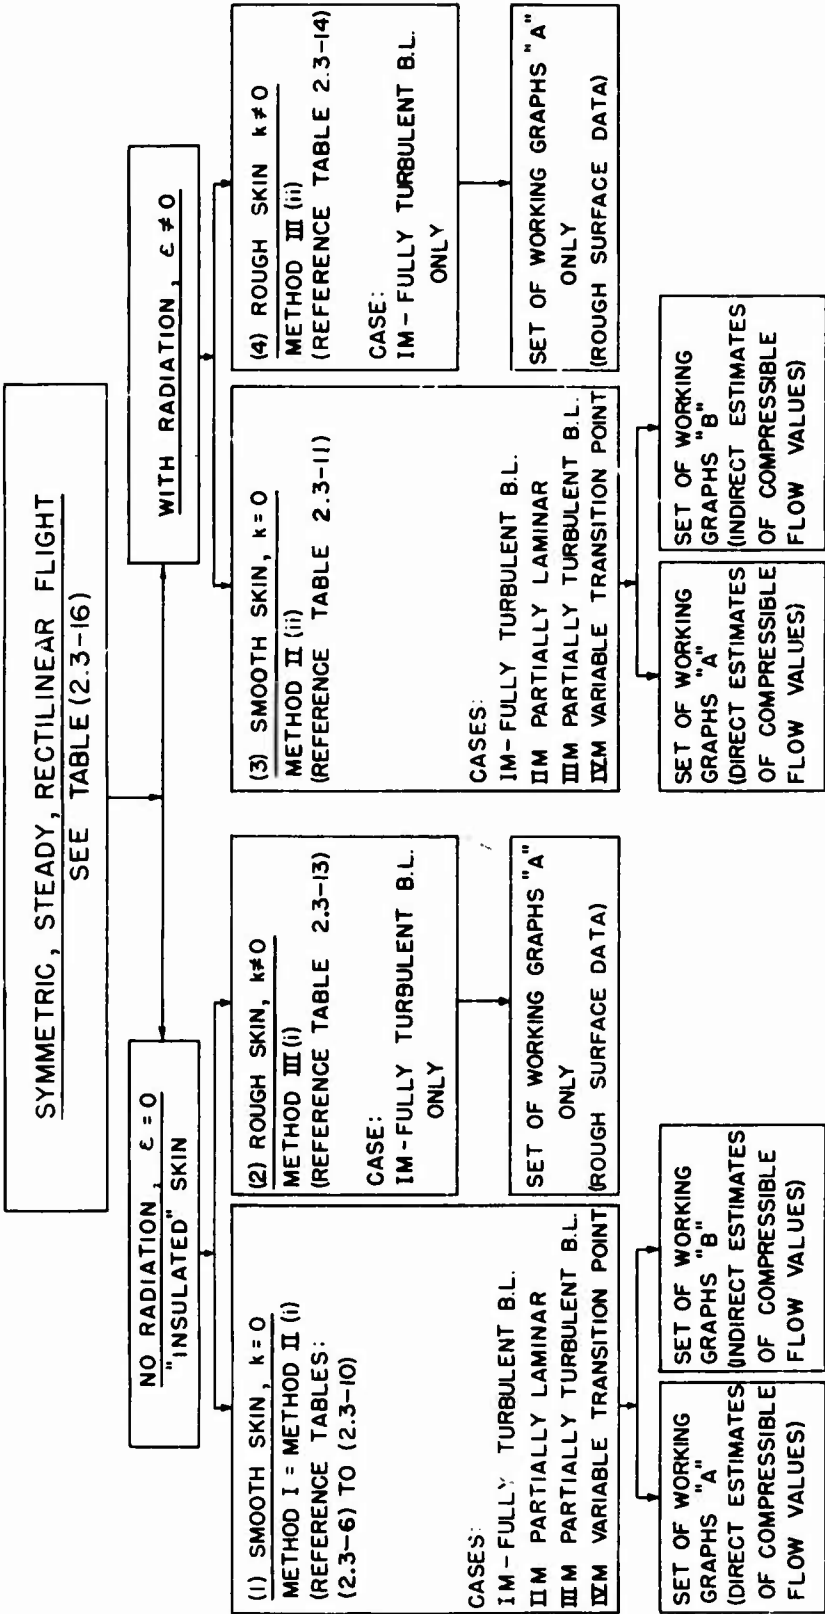 SYMMETRIC, STEADY, RECTILINEAR FLIGHT
SEE TABLE (2.3-16)
NO RADIATION, ε = 0
"INSULATED" SKIN
WITH RADIATION, ε ≠ 0
(1) SMOOTH SKIN, k = 0
METHOD I = METHOD II (i)
(REFERENCE TABLES:
(2.3-6) TO (2.3-10)
CASES:
IM-FULLY TURBULENT B.L.
IIM PARTIALLY LAMINAR
IIIM PARTIALLY TURBULENT B.L.
IVM VARIABLE TRANSITION POINT
(2) ROUGH SKIN, k≠0
METHOD III (i)
(REFERENCE TABLE 2.3-13)
CASE:
IM-FULLY TURBULENT B.L.
ONLY
(3) SMOOTH SKIN, k = 0
METHOD II (ii)
(REFERENCE TABLE 2.3-11)
CASES:
IM-FULLY TURBULENT B.L.
IIM PARTIALLY LAMINAR
IIIM PARTIALLY TURBULENT B.L.
IVM VARIABLE TRANSITION POINT
(4) ROUGH SKIN k≠0
METHOD III (ii)
(REFERENCE TABLE 2.3-14)
CASE:
IM-FULLY TURBULENT B.L.
ONLY
SET OF WORKING GRAPHS "A"
ONLY
(ROUGH SURFACE DATA)
SET OF WORKING GRAPHS "A"
ONLY
(ROUGH SURFACE DATA)
SET OF WORKING
GRAPHS "A"
(DIRECT ESTIMATES
OF COMPRESSIBLE
FLOW VALUES)
SET OF WORKING
GRAPHS "B"
(INDIRECT ESTIMATES
OF COMPRESSIBLE
FLOW VALUES)
SET OF WORKING
GRAPHS "A"
(DIRECT ESTIMATES
OF COMPRESSIBLE
FLOW VALUES)
SET OF WORKING
GRAPHS "B"
(INDIRECT ESTIMATES
OF COMPRESSIBLE
FLOW VALUES)